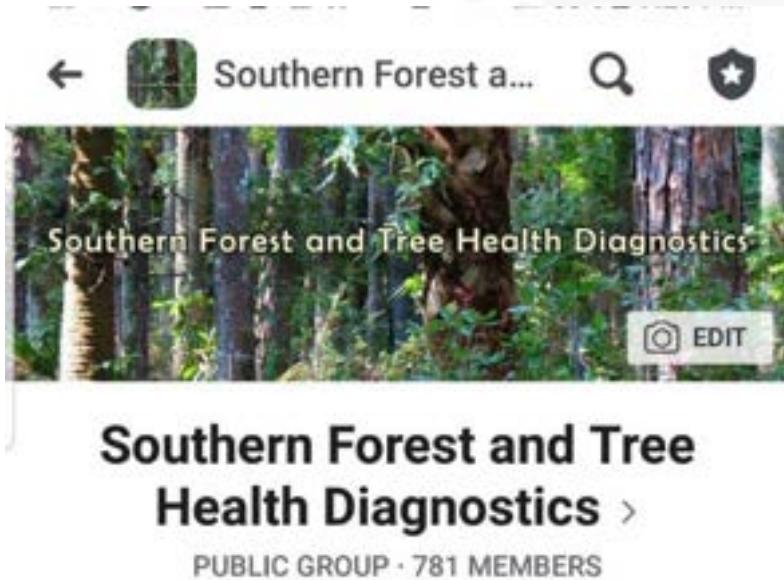 Southern Forest a...
Southern Forest and Tree Health Diagnostics
EDIT
Southern Forest and Tree
Health Diagnostics >
PUBLIC GROUP · 781 MEMBERS